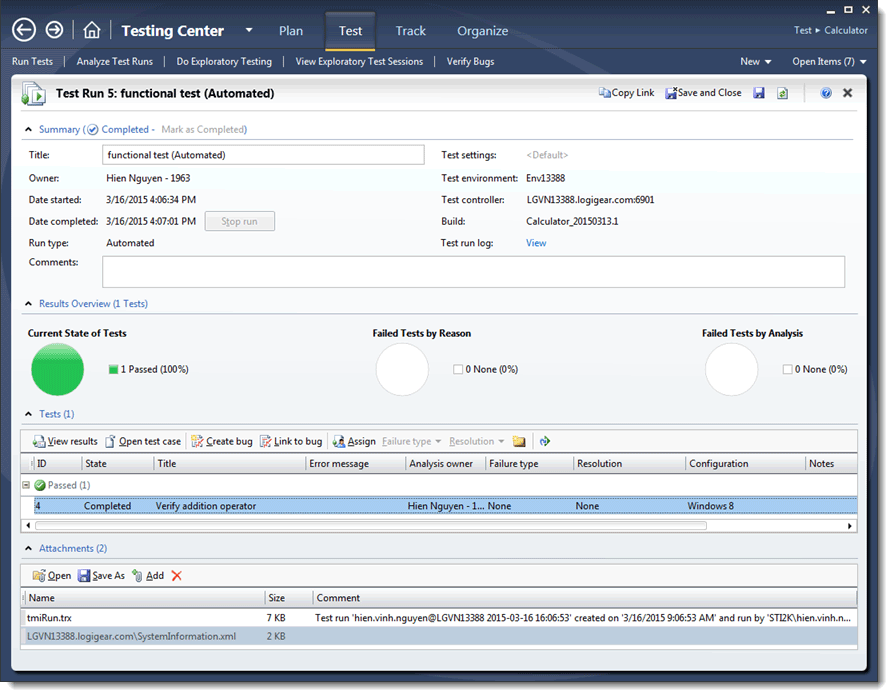 Testing Center Plan Test Track Organize Test ▸ Calculator
Run Tests | Analyze Test Runs | Do Exploratory Testing | View Exploratory Test Sessions | Verify Bugs New Open Items (7)
Test Run 5: functional test (Automated) Copy Link Save and Close
Summary ( Completed - Mark as Completed)
Title: functional test (Automated) Test settings: <Default>
Owner: Hien Nguyen - 1963 Test environment: Env13388
Date started: 3/16/2015 4:06:34 PM Test controller: LGVN13388.logigear.com:6901
Date completed: 3/16/2015 4:07:01 PM Stop run Build: Calculator_20150313.1
Run type: Automated Test run log: View
Comments:
Results Overview (1 Tests)
Current State of Tests Failed Tests by Reason Failed Tests by Analysis
1 Passed (100%) 0 None (0%) 0 None (0%)
Tests (1)
View results Open test case Create bug Link to bug Assign Failure type Resolution
ID State Title Error message Analysis owner Failure type Resolution Configuration Notes
Passed (1)
4 Completed Verify addition operator Hien Nguyen - 1... None None Windows 8
Attachments (2)
Open Save As Add
Name Size Comment
tmiRun.trx 7 KB Test run 'hien.vinh.nguyen@LGVN13388 2015-03-16 16:06:53' created on '3/16/2015 9:06:53 AM' and run by 'STI2K\hien.vinh.n...
LGVN13388.logigear.com\SystemInformation.xml 2 KB